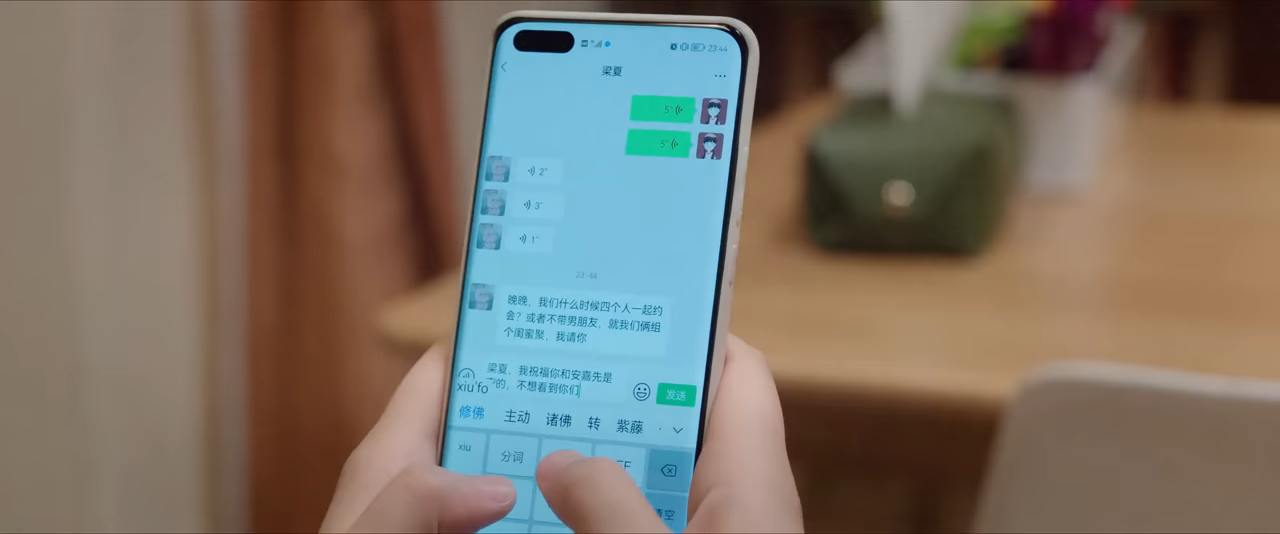 23:44
梁夏
5"
5"
2"
3"
1"
23:44
晚晚，我们什么时候四个人一起约
会？或者不带男朋友，就我们俩组
个闺蜜聚，我请你
梁夏，我祝福你和安嘉先是
的，不想看到你们
发送
xiu'fo
修佛 主动 诸佛 转 紫藤
xiu 分词
清空